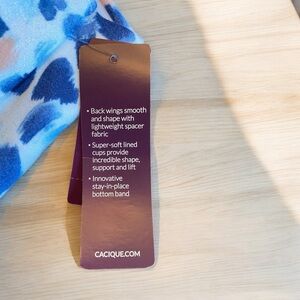 • Back wings smooth
and shape with
lightweight spacer
fabric
• Super-soft lined
cups provide
incredible shape,
support and lift
• Innovative
stay-in-place
bottom band
CACIQUE.COM